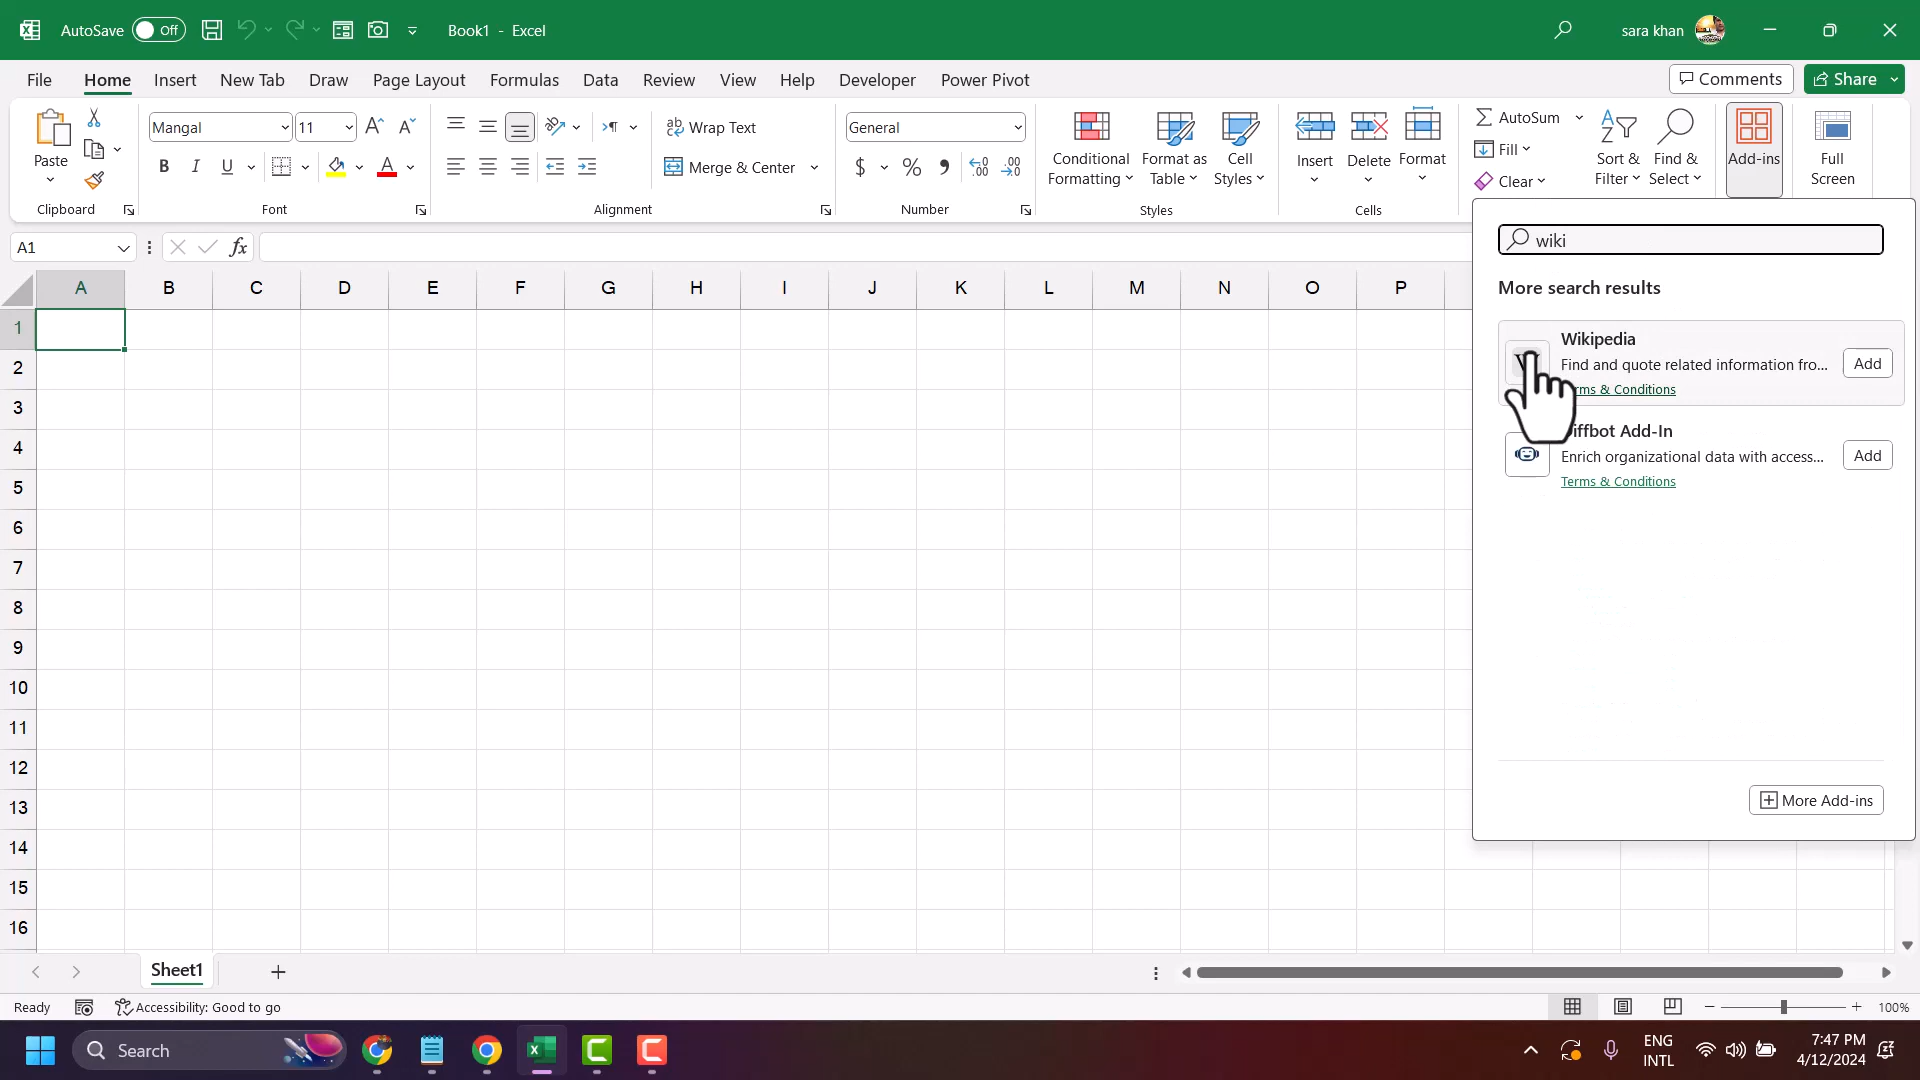 AutoSave Off Book1 - Excel sara khan
File Home Insert New Tab Draw Page Layout Formulas Data Review View Help Developer Power Pivot Comments Share
Paste
Clipboard
Mangal 11
B I U A
Font
ab Wrap Text
Merge & Center
Alignment
General
$ % ,
Number
Conditional Formatting
Format as Table
Cell Styles
Styles
Insert Delete Format
Cells
AutoSum
Fill
Clear
Sort & Filter
Find & Select
Add-ins
Full Screen
A1 fx
A B C D E F G H I J K L M N O P
1
2
3
4
5
6
7
8
9
10
11
12
13
14
15
16
wiki
More search results
Wikipedia
Find and quote related information fro...
Add
& Conditions
Add-In
Enrich organizational data with access...
Add
Terms & Conditions
More Add-ins
Sheet1
Ready Accessibility: Good to go 100%
Search
ENG
INTL
7:47 PM
4/12/2024